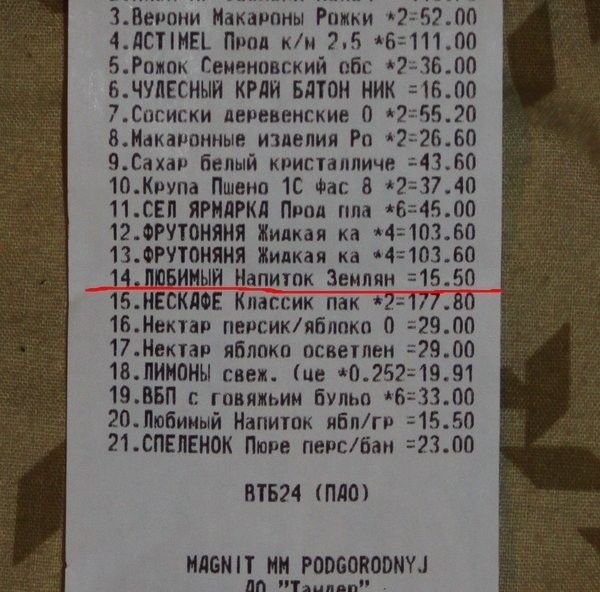 3.Верони Макароны Рожки *2=52.00
4.ACTIMEL Прод к/м 2,5 *6=111.00
5.Рожок Семеновский обс *2=36.00
6.ЧУДЕСНЫЙ КРАЙ БАТОН НИК =16.00
7.Сосиски деревенские 0 *2=55.20
8.Макаронные изделия Ро *2=26.60
9.Сахар белый кристалличе =43.60
10.Крупа Пшено 1С Фас 8 *2=37.40
11.СЕЛ ЯРМАРКА Прод пла *6=45.00
12.ФРУТОНЯНЯ Жидкая ка *4=103.60
13.ФРУТОНЯНЯ Жидкая ка *4=103.60
14.ЛЮБИМЫЙ Напиток Землян =15.50
15.НЕСКАФЕ Классик пак *2=177.80
16.Нектар персик/яблоко 0 =29.00
17.Нектар яблоко осветлен =29.00
18.ЛИМОНЫ свеж. (це *0.252=19.91
19.ВБП с говяжьим бульо *6=33.00
20.Любимый Напиток ябл/гр =15.50
21.СПЕЛЕНОК Пюре перс/бан =23.00
ВТБ24 (ПАО)
MAGNIT MM PODGORODNYJ
АО "Тандер"